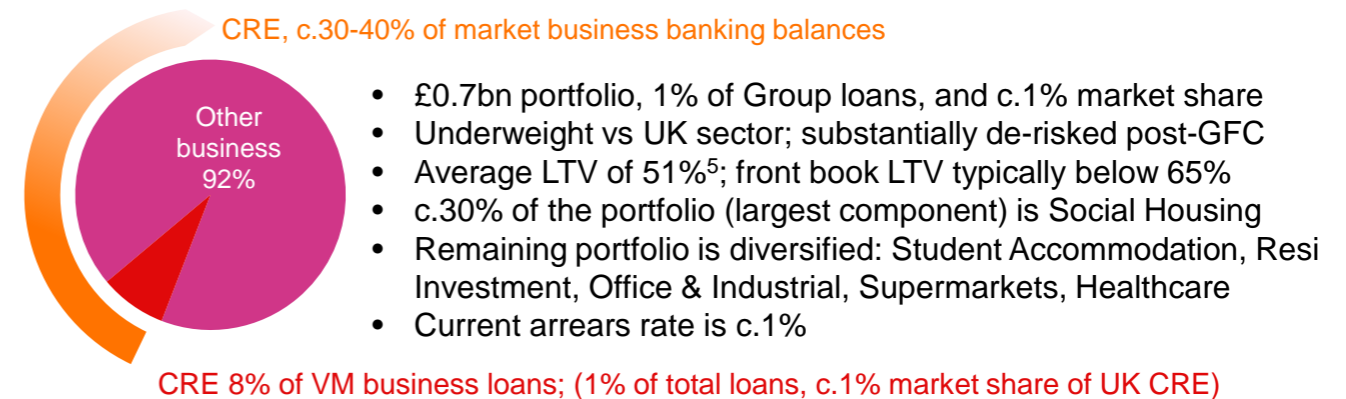 CRE, c.30-40% of market business banking balances
Other
business
92%
• £0.7bn portfolio, 1% of Group loans, and c.1% market share
• Underweight vs UK sector; substantially de-risked post-GFC
• Average LTV of 51%⁵; front book LTV typically below 65%
• c.30% of the portfolio (largest component) is Social Housing
• Remaining portfolio is diversified: Student Accommodation, Resi
Investment, Office & Industrial, Supermarkets, Healthcare
• Current arrears rate is c.1%
CRE 8% of VM business loans; (1% of total loans, c.1% market share of UK CRE)